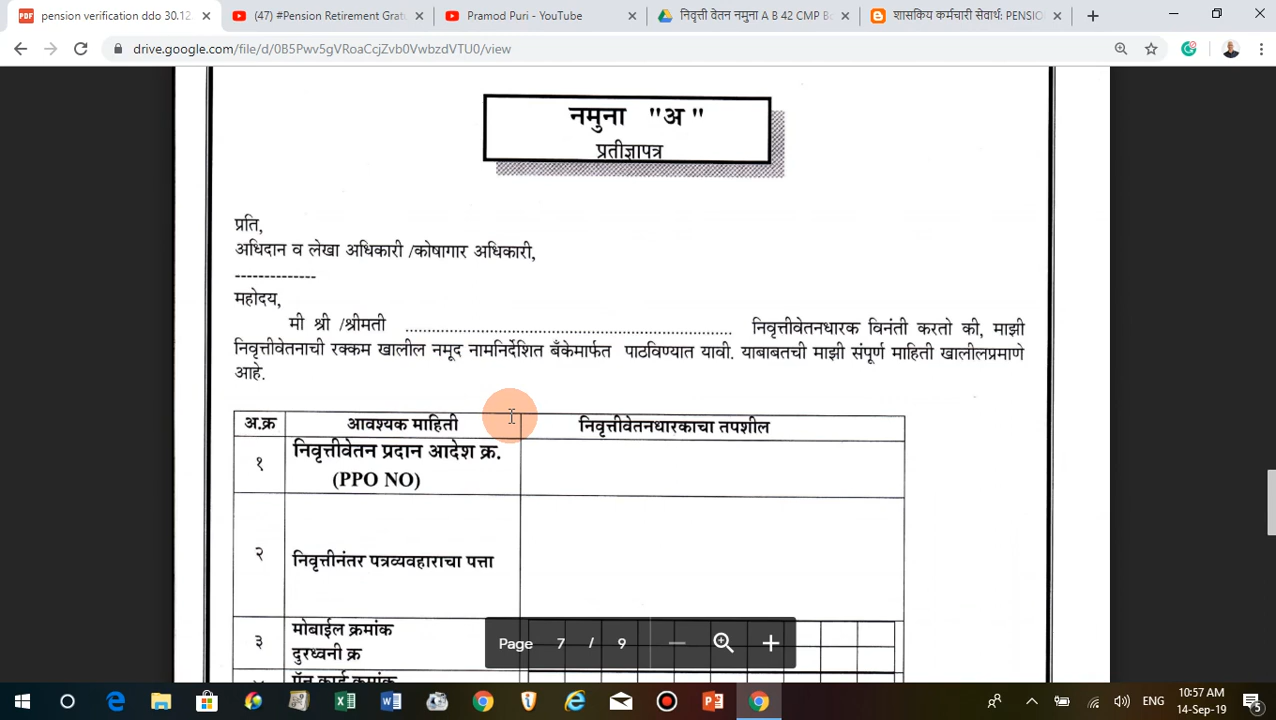 pension verification ddo 30.12
(47) #Pension Retirement Grat
Pramod Puri - YouTube
निवृत्ती वेतन नमुना A B 42 CMP Bo
शासकिय कर्मचारी सेवार्थ: PENSIO
drive.google.com/file/d/0B5Pwv5gVRoaCcjZvb0VwbzdVTU0/view
नमुना "अ "
प्रतीज्ञापत्र
प्रति,
अधिदान व लेखा अधिकारी /कोषागार अधिकारी,
--------------
महोदय,
मी श्री /श्रीमती ........................................................................ निवृत्तीवेतनधारक विनंती करतो की, माझी
निवृत्तीवेतनाची रक्कम खालील नमूद नामनिर्देशित बँकेमार्फत पाठविण्यात यावी. याबाबतची माझी संपूर्ण माहिती खालीलप्रमाणे
आहे.
अ.क्र आवश्यक माहिती निवृत्तीवेतनधारकाचा तपशील
१ निवृत्तीवेतन प्रदान आदेश क्र.
(PPO NO)
२ निवृत्तीनंतर पत्रव्यवहाराचा पत्ता
३ मोबाईल क्रमांक
दुरध्वनी क्र
पॅन कार्ड क्रमांक
Page 7 / 9
ENG
10:57 AM
14-Sep-19
5